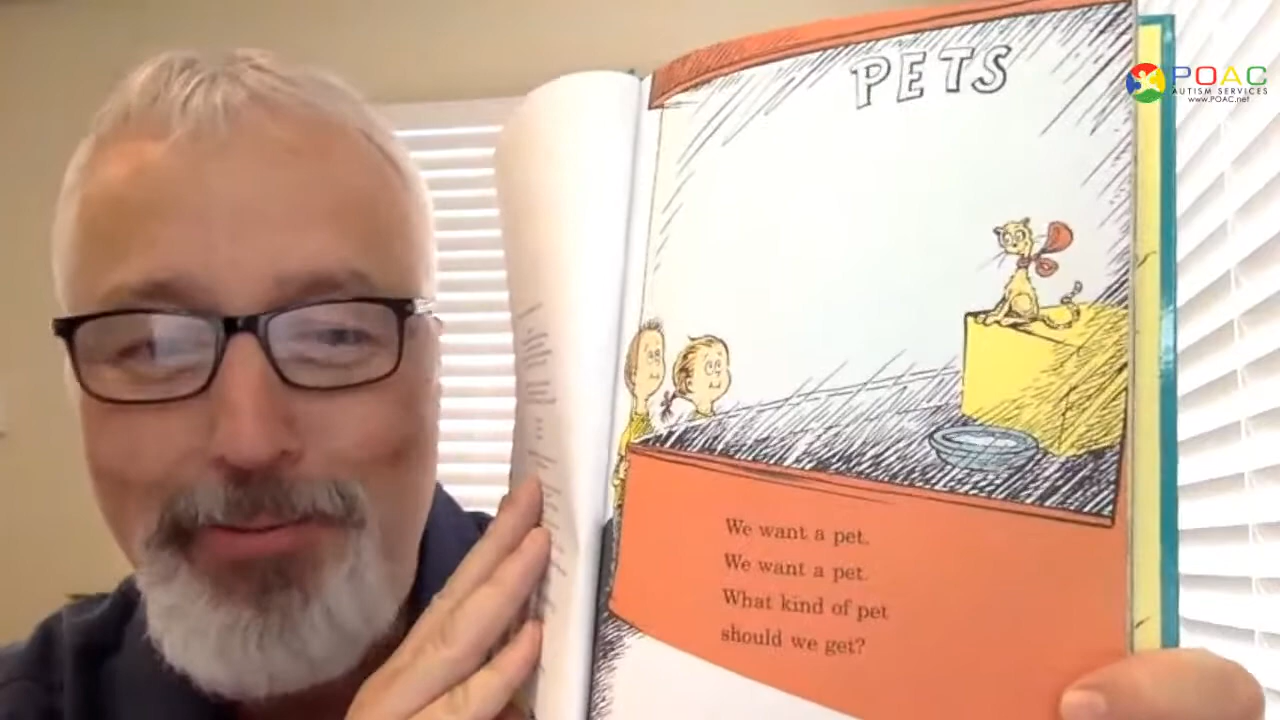 PETS
POAC
AUTISM SERVICES
www.POAC.net
We want a pet.
We want a pet.
What kind of pet
should we get?